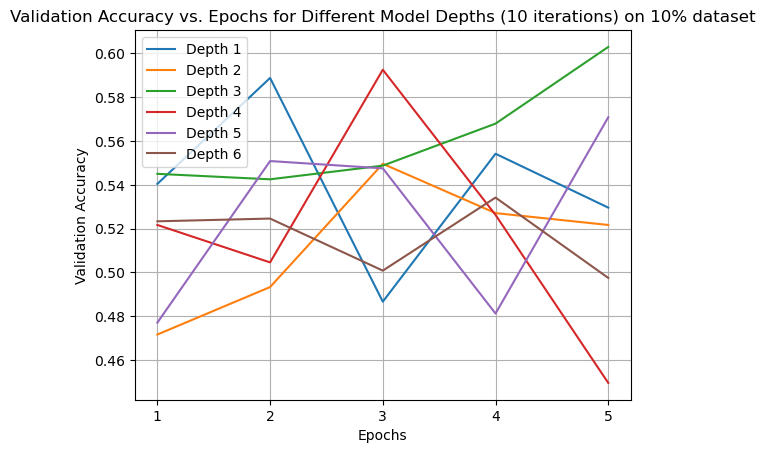 Validation Accuracy vs. Epochs for Different Model Depths (10 iterations) on 10% dataset
Depth 1
Depth 2
Depth 3
Depth 4
Depth 5
Depth 6
Validation Accuracy
0.60
0.58
0.56
0.54
0.52
0.50
0.48
0.46
1 2 3 4 5
Epochs